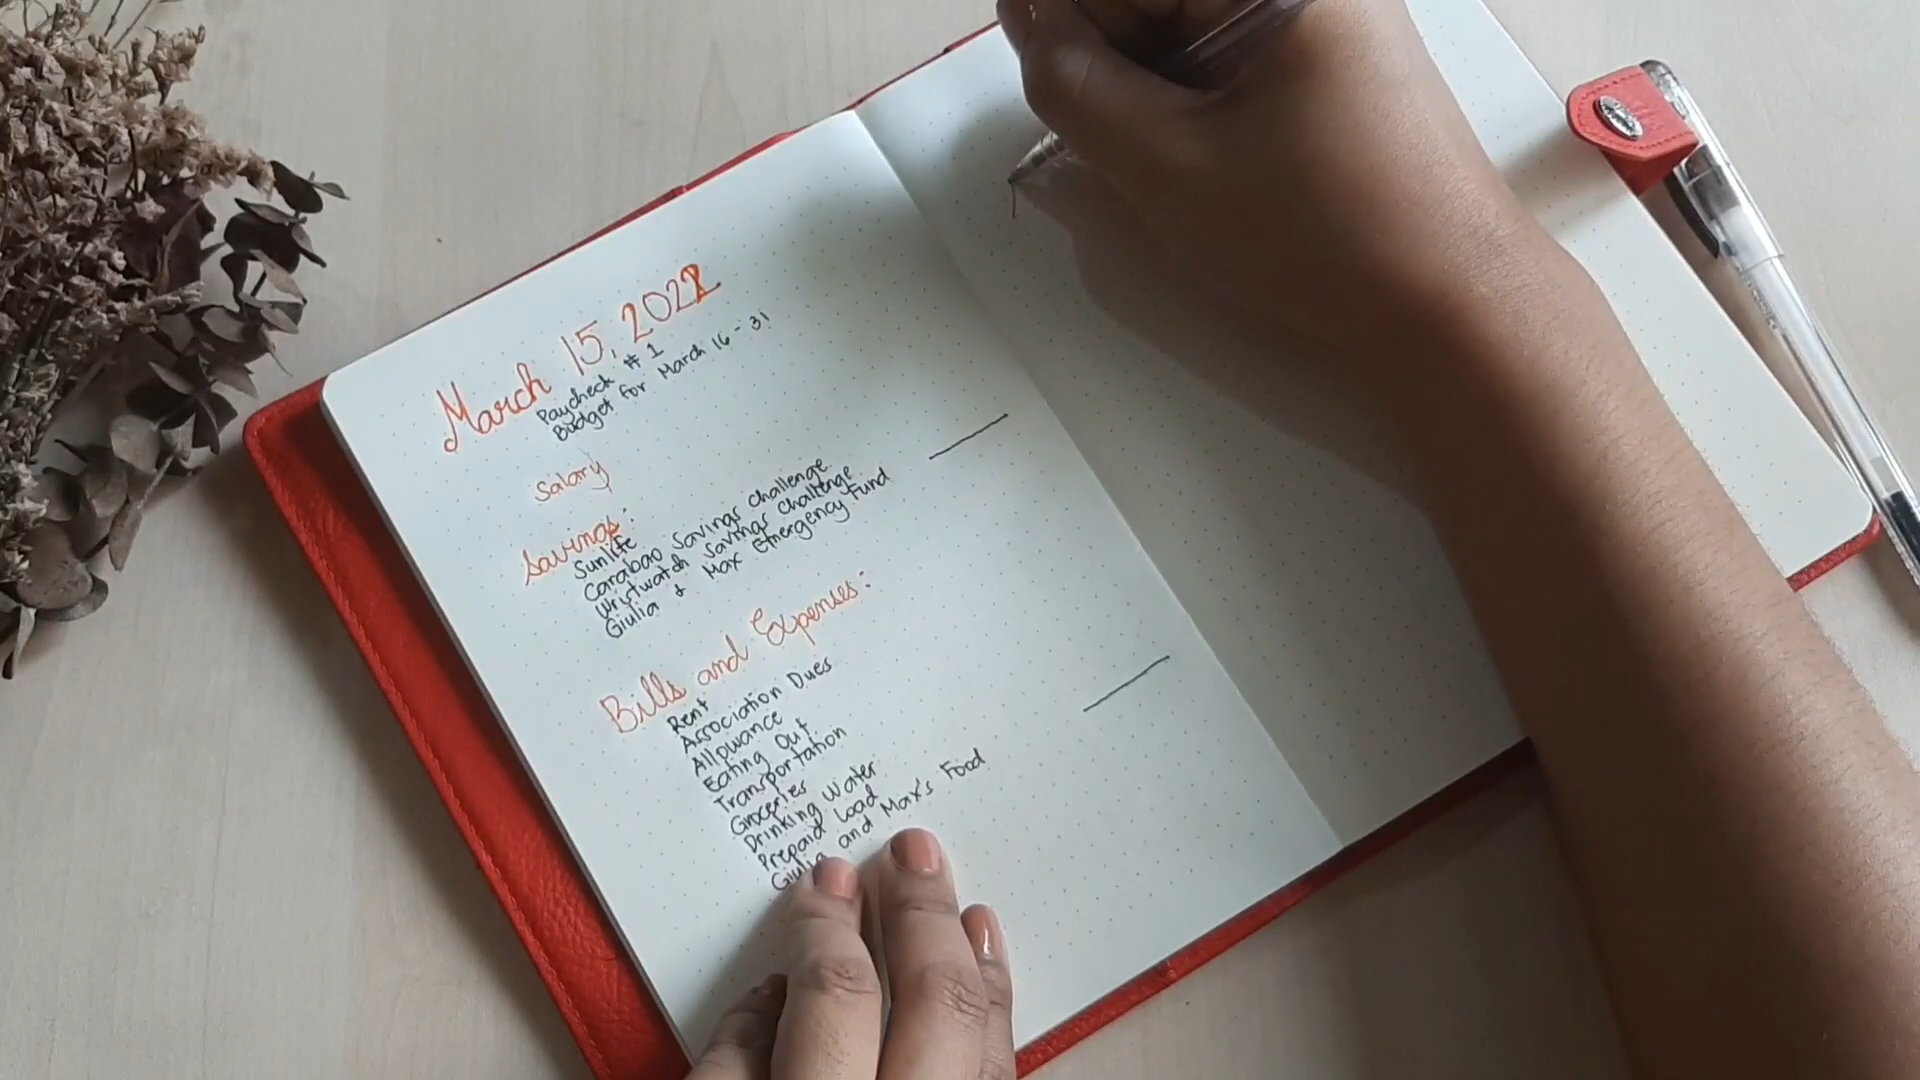 March 15, 2022
Paycheck # 1
Budget for March 16 - 31
Salary
Savings:
Sunlife
Carabao Savings Challenge
Wrstwatch Savings Challenge
Giulia & Max Emergency Fund
Bills and Expenses:
Rent
Association Dues
Allowance
Eating Out
Transportation
Groceries
Drinking Water
Prepaid Load
Giulia and Max's Food